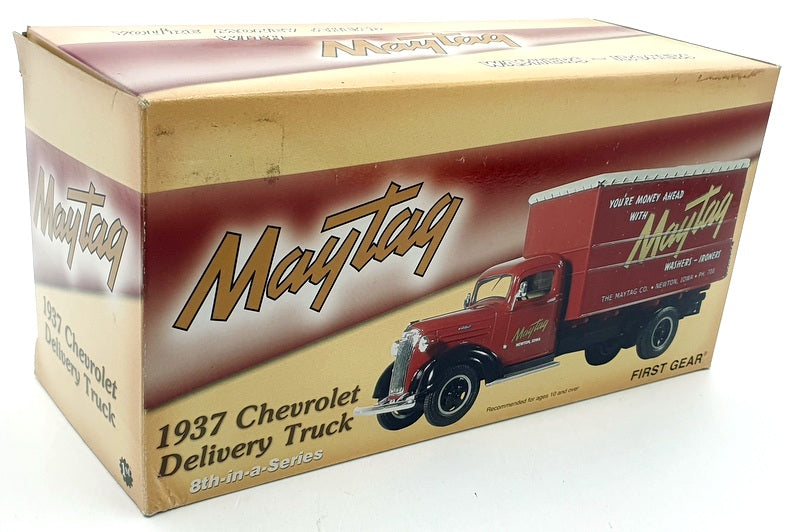 Maytag
Maytag
1937 Chevrolet
Delivery Truck
Maytag
1937 Chevrolet
Delivery Truck
8th-in-a-Series
YOU'RE MONEY AHEAD
WITH
Maytag
WASHERS - IRONERS
THE MAYTAG CO. • NEWTON, IOWA • PH. 700
Maytag
NEWTON, IOWA
Recommended for ages 10 and over
FIRST GEAR®